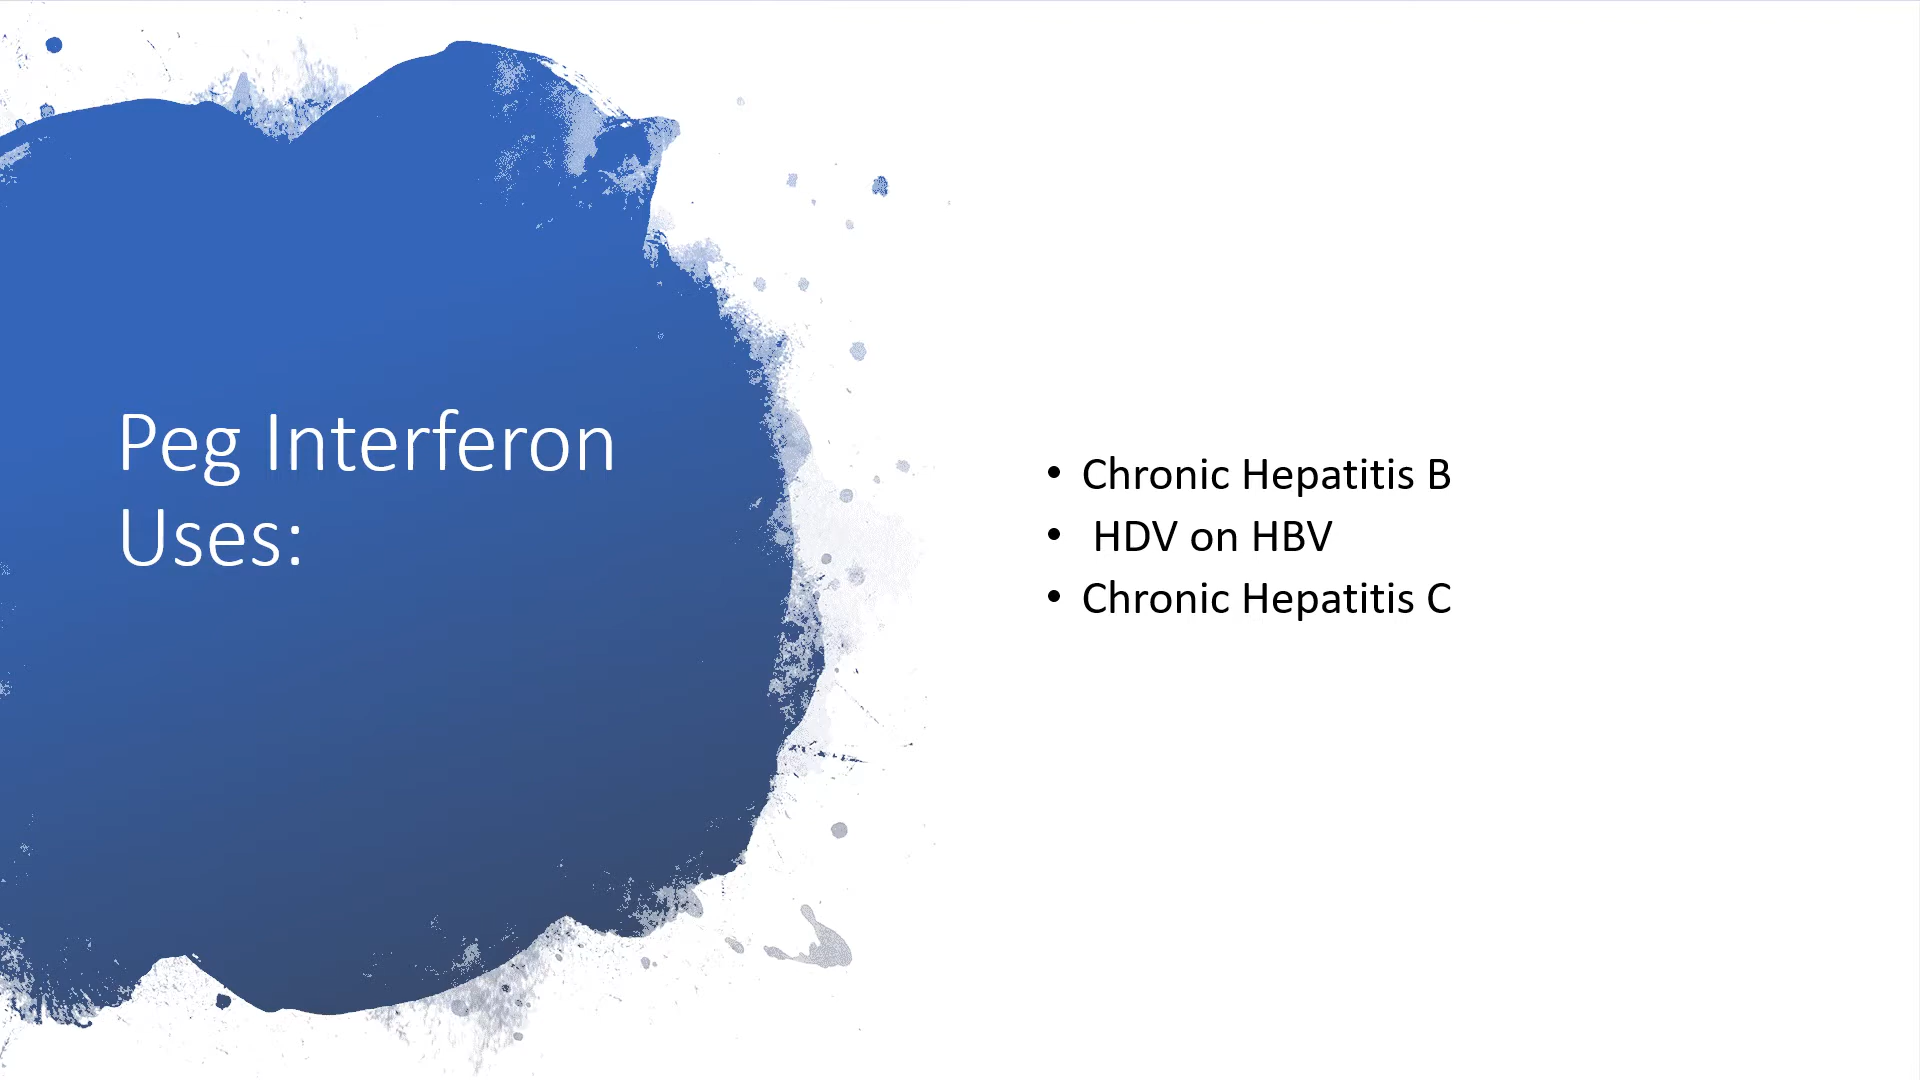 Peg Interferon
Uses:
• Chronic Hepatitis B
• HDV on HBV
• Chronic Hepatitis C